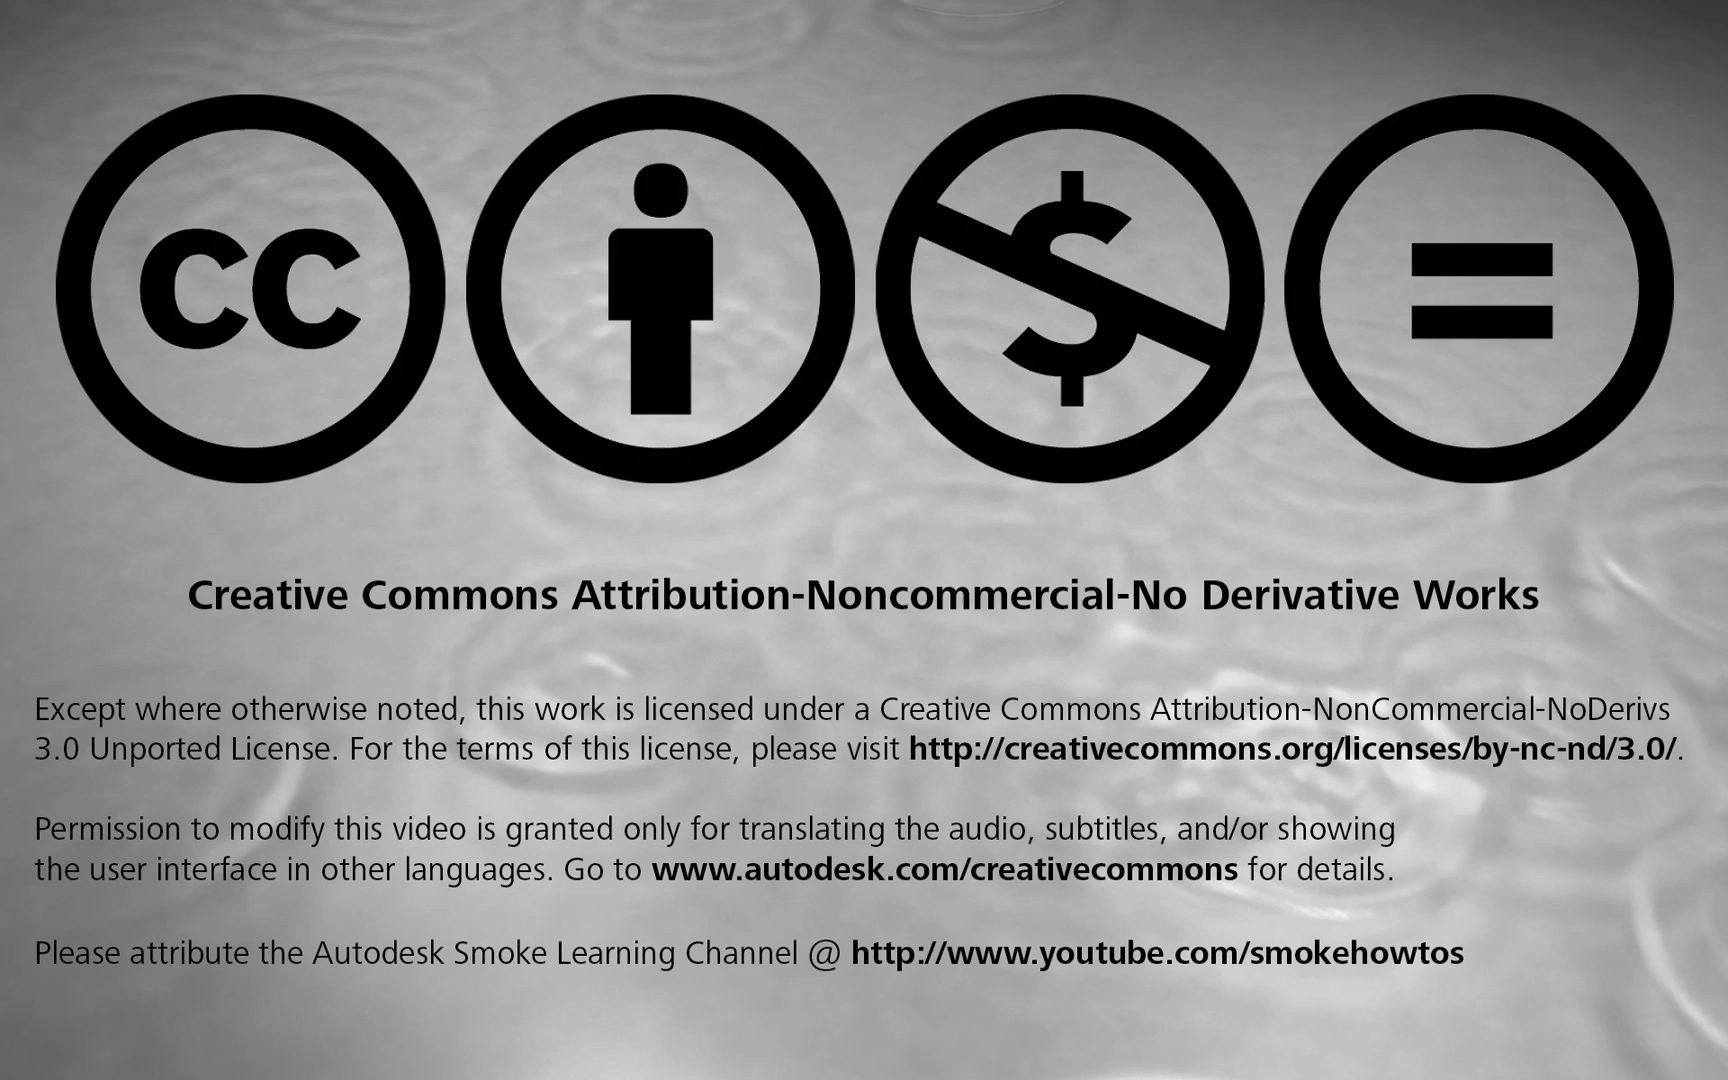 cc
$
=
Creative Commons Attribution-Noncommercial-No Derivative Works
Except where otherwise noted, this work is licensed under a Creative Commons Attribution-NonCommercial-NoDerivs
3.0 Unported License. For the terms of this license, please visit http://creativecommons.org/licenses/by-nc-nd/3.0/.
Permission to modify this video is granted only for translating the audio, subtitles, and/or showing
the user interface in other languages. Go to www.autodesk.com/creativecommons for details.
Please attribute the Autodesk Smoke Learning Channel @ http://www.youtube.com/smokehowtos